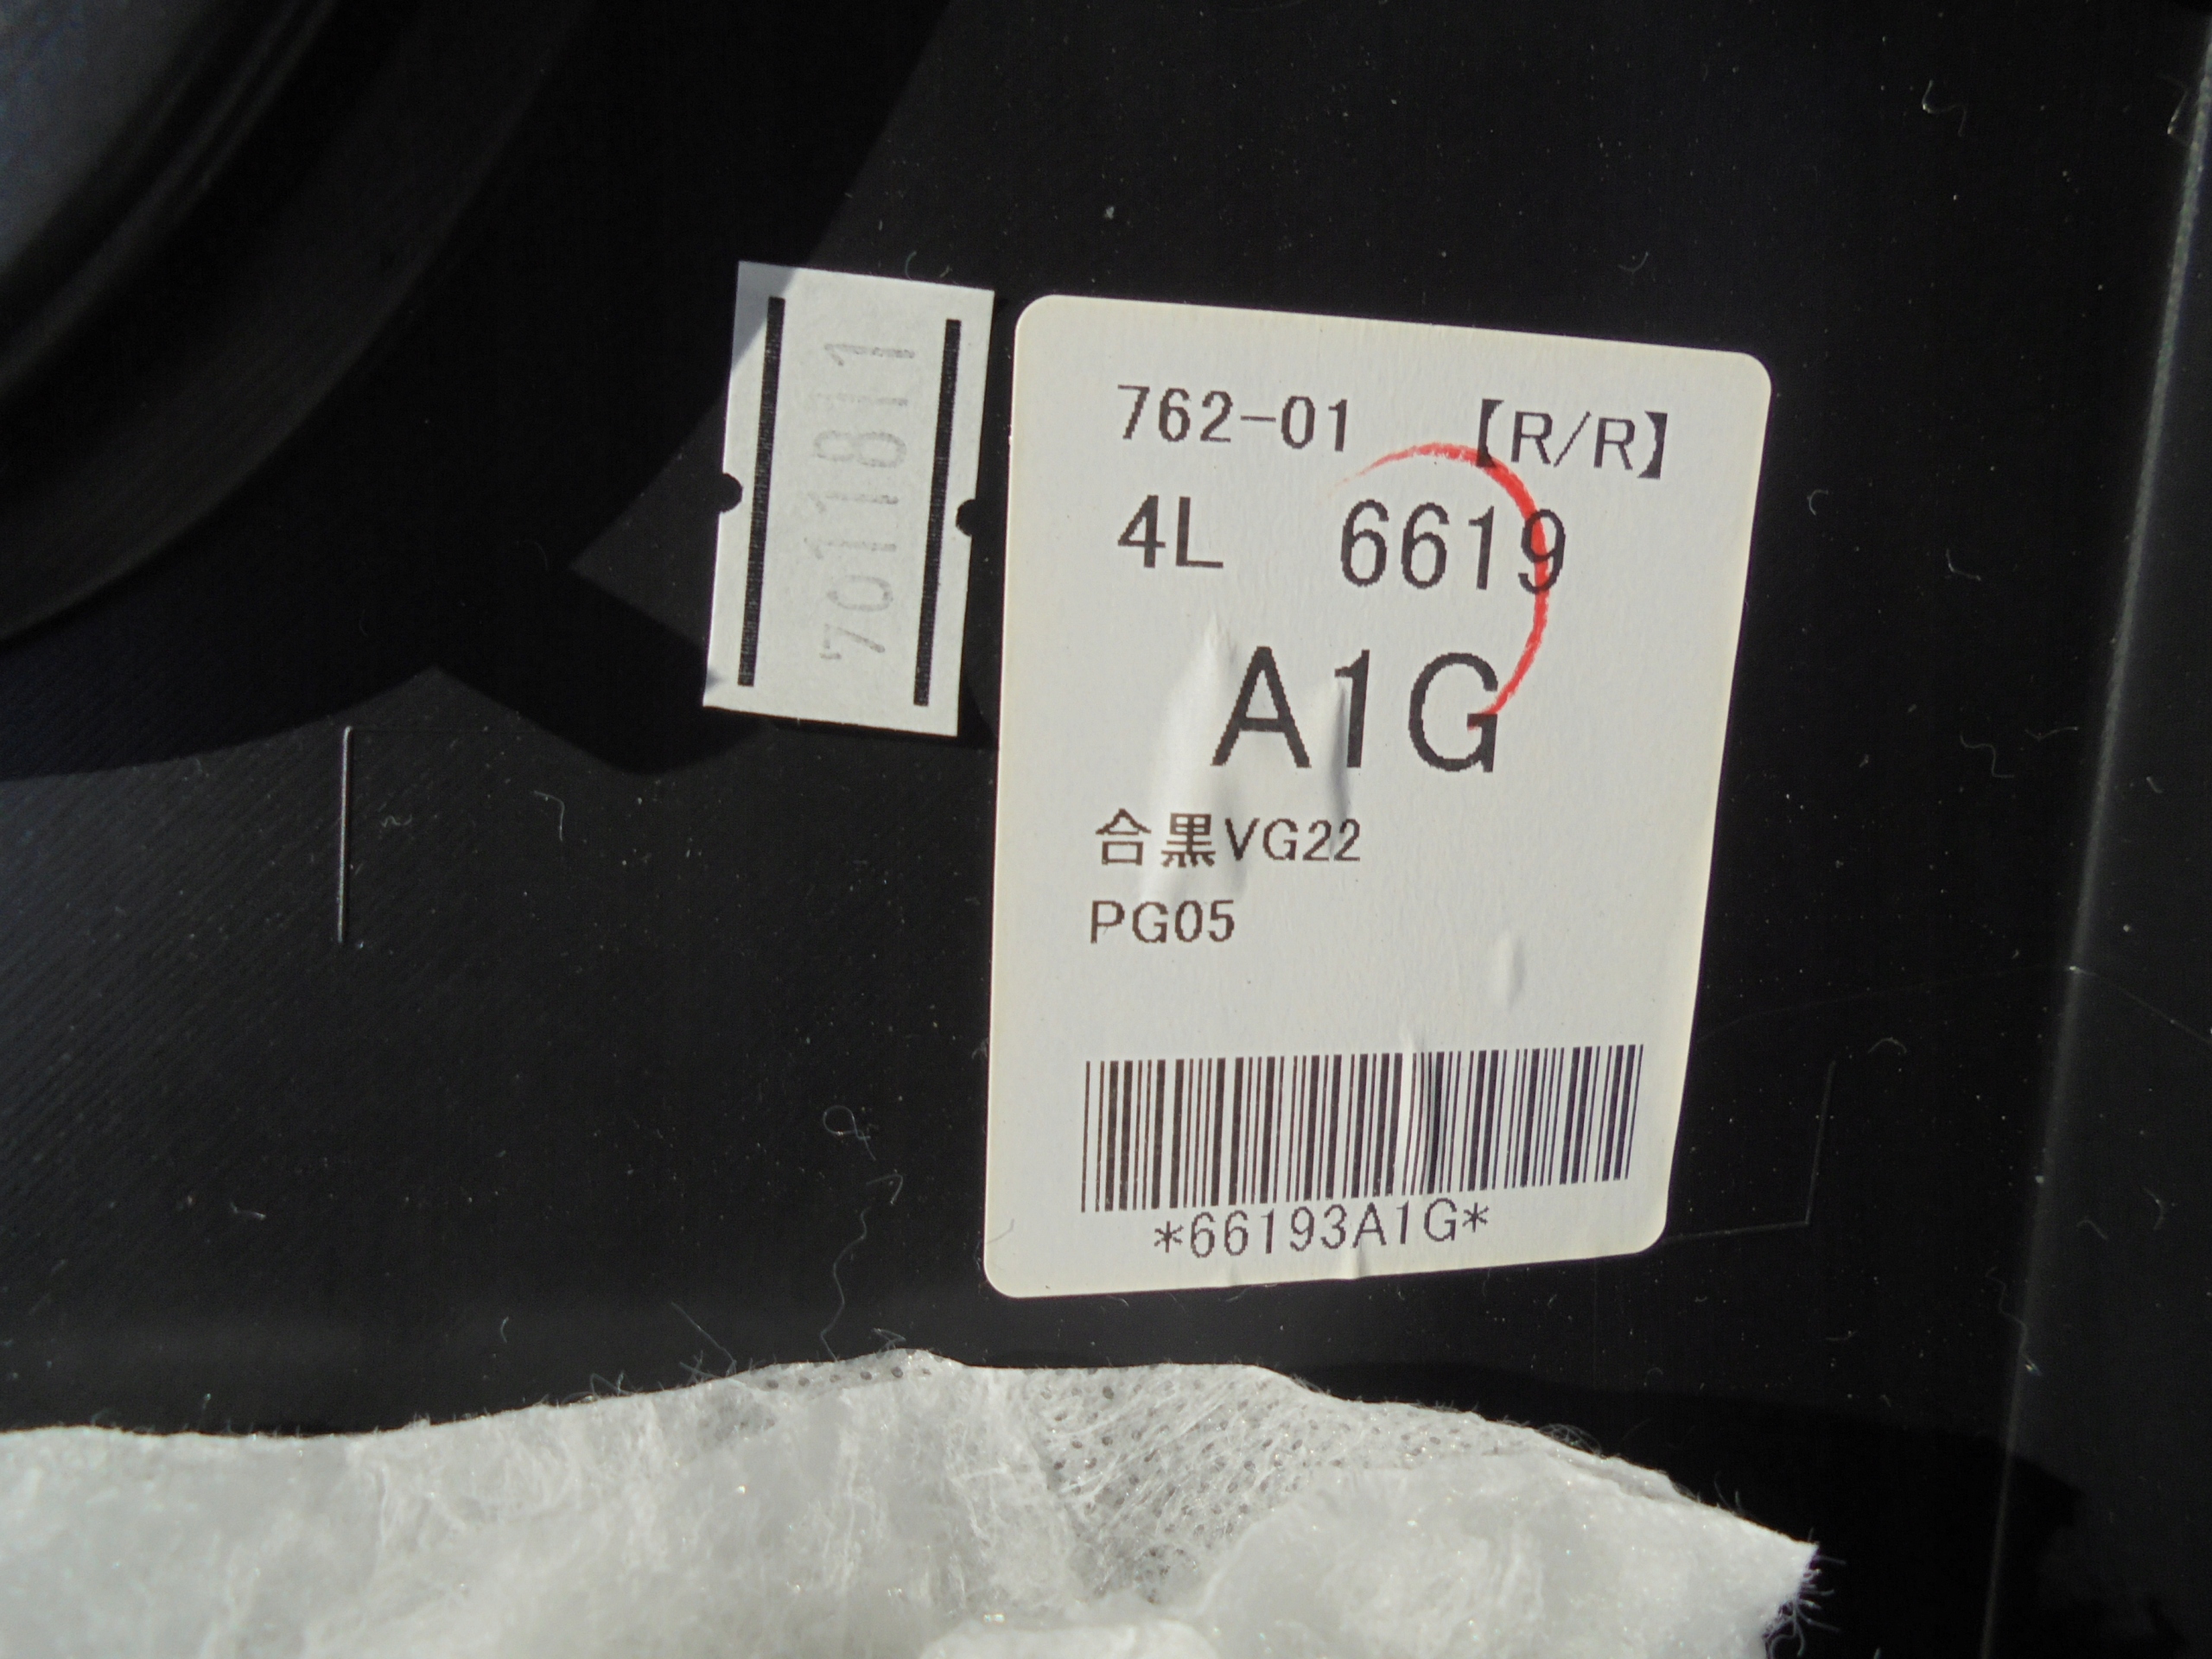 7011811
762-01 【R/R】
4L 6619
A1G
合黒VG22
PG05
*66193A1G*